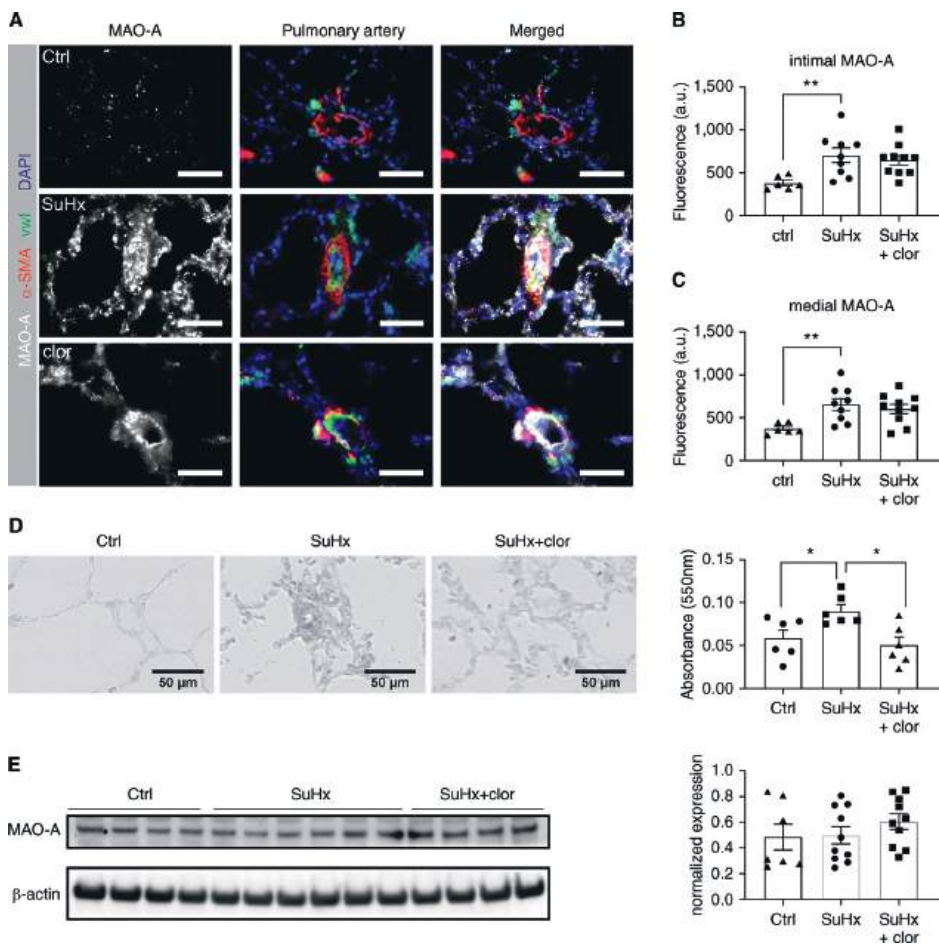 A
MAO-A
Pulmonary artery
Merged
MAO-A α-SMA vwf DAPI
Ctrl
SuHx
clor
B
intimal MAO-A
**
Fluorescence (a.u.)
1,500
1,000
500
0
ctrl
SuHx
SuHx
+ clor
C
medial MAO-A
**
Fluorescence (a.u.)
1,500
1,000
500
0
ctrl
SuHx
SuHx
+ clor
D
Ctrl
SuHx
SuHx+clor
50 µm
50 µm
50 µm
*
*
Absorbance (550nm)
0.15
0.10
0.05
0.00
Ctrl
SuHx
SuHx
+ clor
E
Ctrl
SuHx
SuHx+clor
MAO-A
β-actin
normalized expression
1.0
0.8
0.6
0.4
0.2
0.0
Ctrl
SuHx
SuHx
+ clor